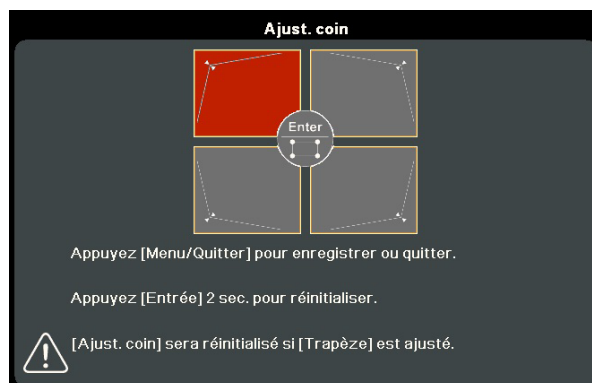 Ajust. coin
Enter
Appuyez [Menu/Quitter] pour enregistrer ou quitter.
Appuyez [Entrée] 2 sec. pour réinitialiser.
[Ajust. coin] sera réinitialisé si [Trapèze] est ajusté.